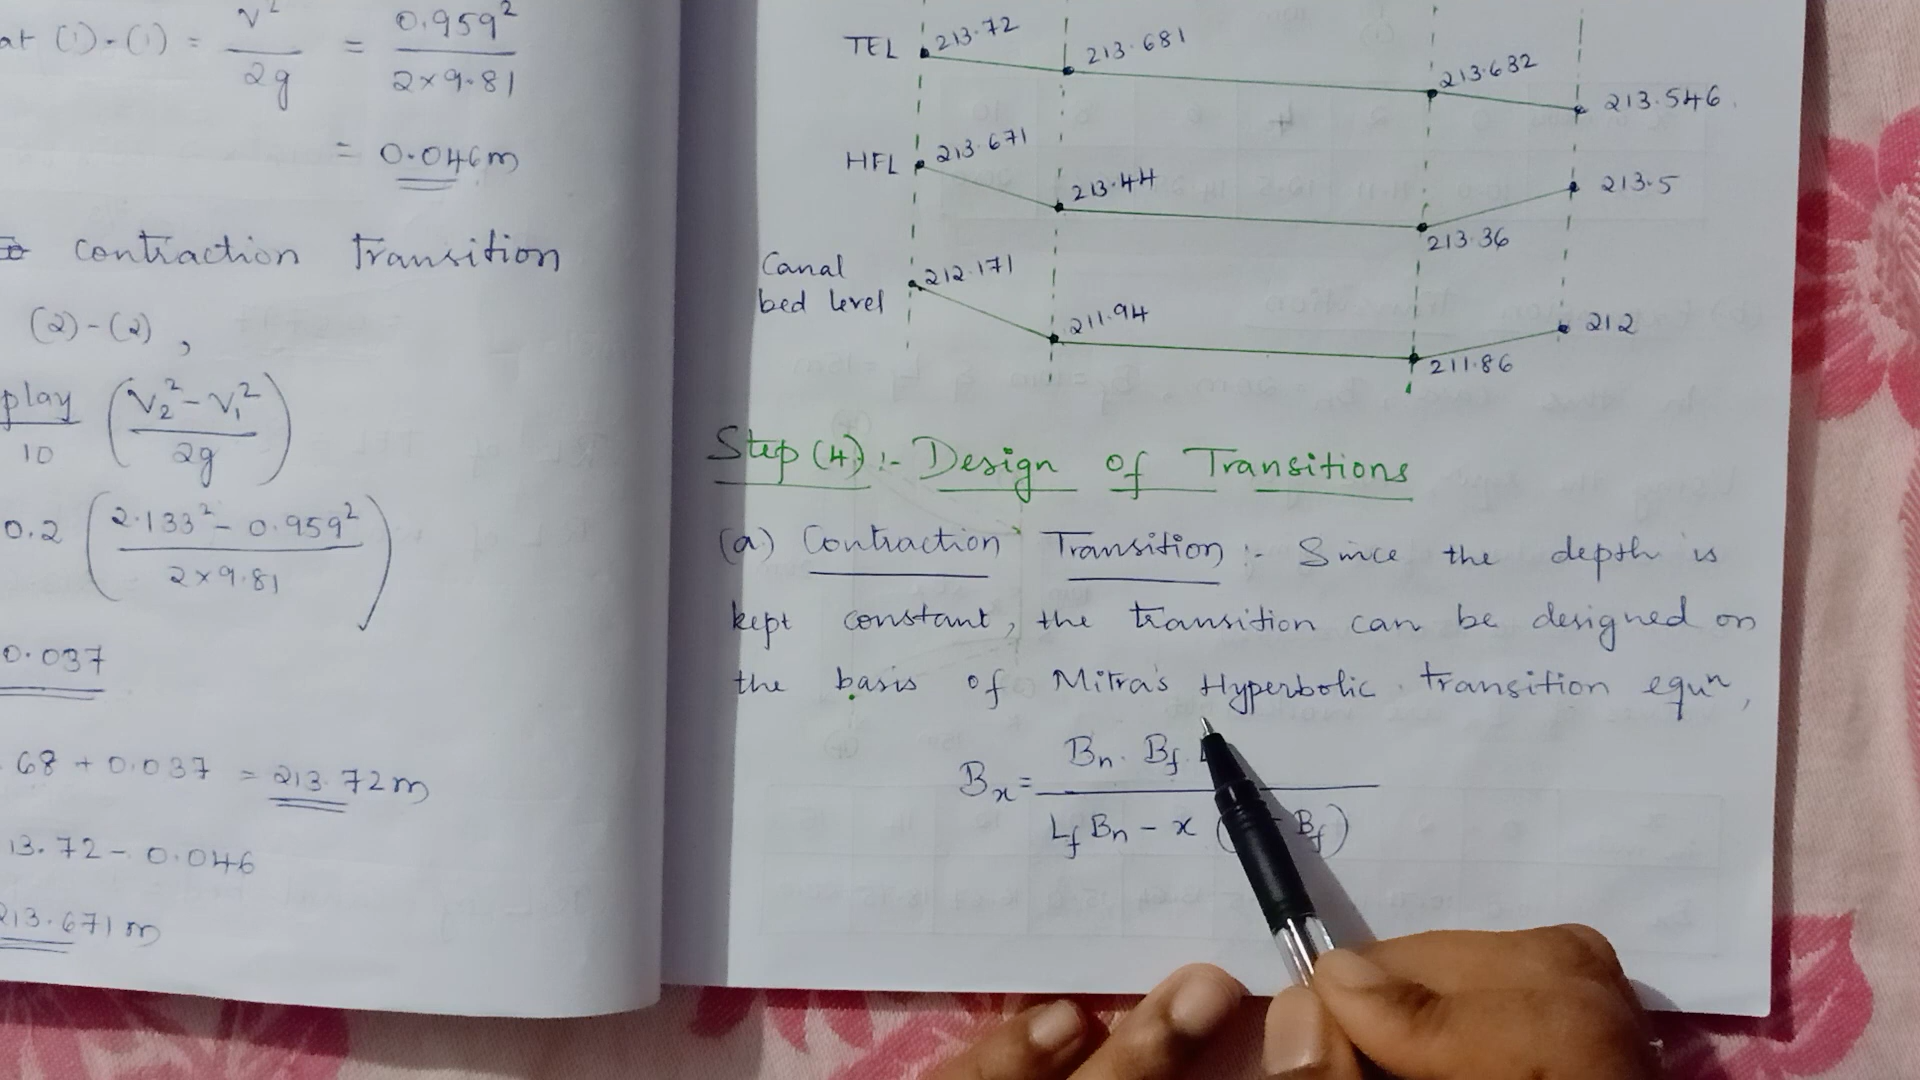 at (1)-(1) = V²/2g = 0.959²/2×9.81
= 0.046m
contraction transition
(2)-(2),
play/10 (V₂²-V₁²/2g)
0.2 (2.133²-0.959²/2×9.81)
0.037
.68 + 0.037 = 213.72m
13.72 - 0.046
213.671m
TEL 213.72 213.681 213.632 213.546
HFL 213.671 213.44 213.36 213.5
Canal
bed level 212.171 211.94 211.86 212
Step (4) :- Design of Transitions
(a) Contraction Transition :- Since the depth is
kept constant, the transition can be designed on
the basis of Mitra's Hyperbolic transition equn,
Bx = Bn. Bf.
Lf Bn - x ( - Bf)